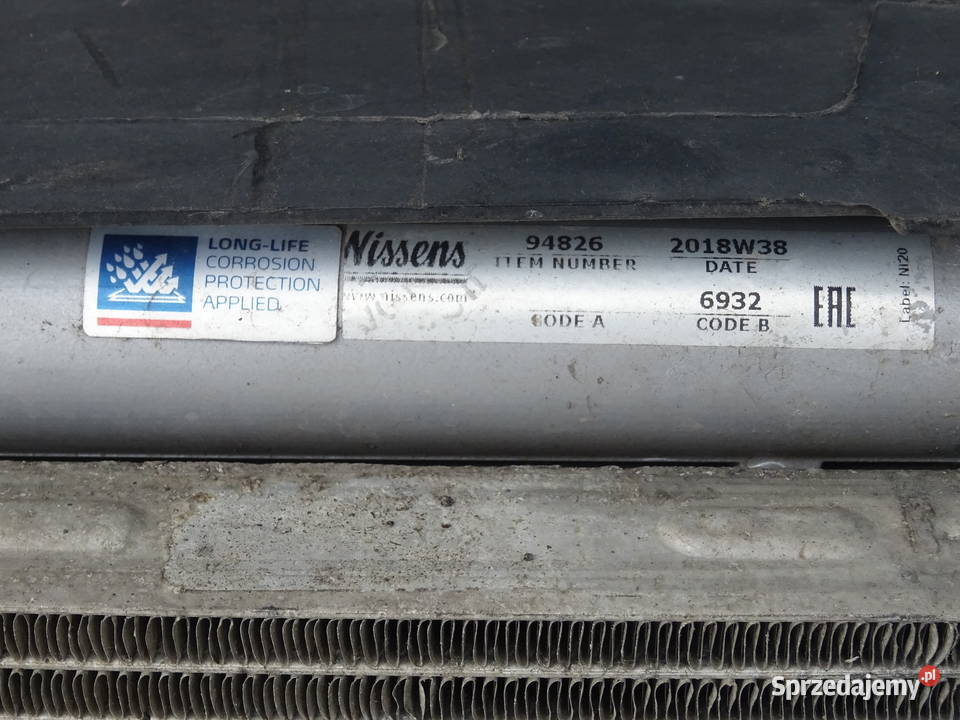 LONG-LIFE
CORROSION
PROTECTION
APPLIED
Nissens
www.nissens.com
94826
ITEM NUMBER
CODE A
2018W38
DATE
6932
CODE B
EAC
Label: NI20
Sprzedajemy.pl